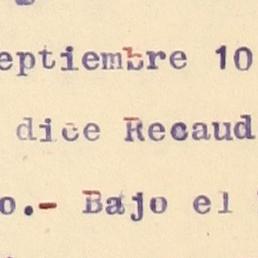 eptiembre 10
dice Recaud
o.- Bajo el